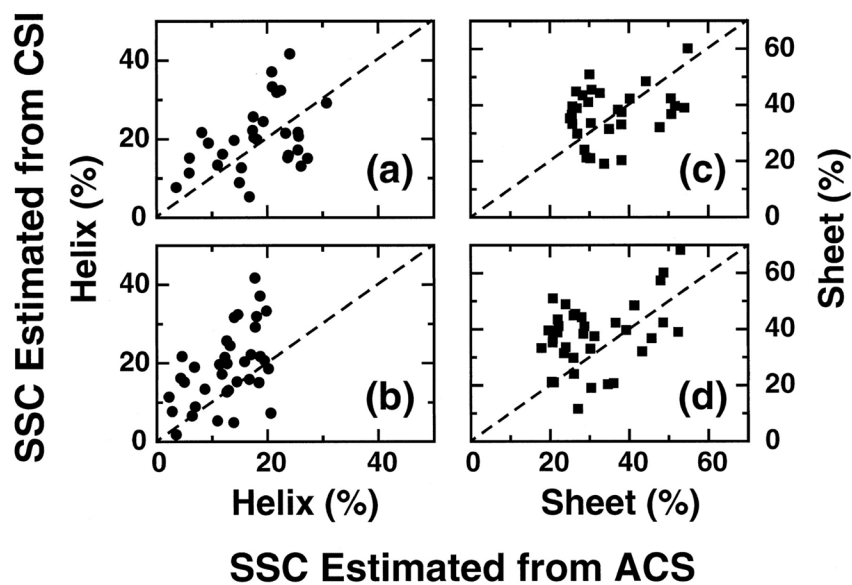 SSC Estimated from CSI
Helix (%)
Helix (%)
40
20
0
(a)
60
40
20
0
(c)
Sheet (%)
40
20
0
(b)
60
40
20
0
(d)
0 20 40
0 20 40 60
Helix (%)
Sheet (%)
SSC Estimated from ACS